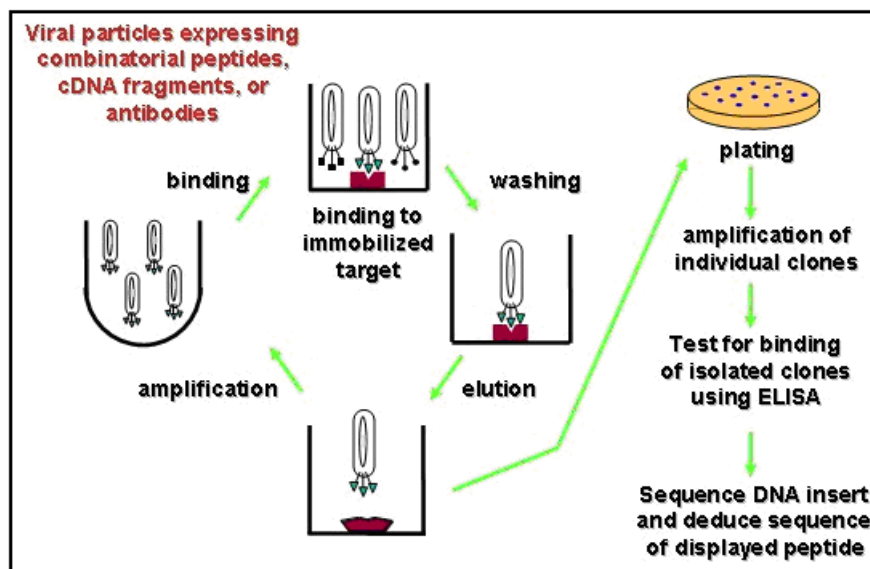 Viral particles expressing
combinatorial peptides,
cDNA fragments, or
antibodies
binding
washing
binding to
immobilized
target
amplification
elution
plating
amplification of
individual clones
Test for binding
of isolated clones
using ELISA
Sequence DNA insert
and deduce sequence
of displayed peptide